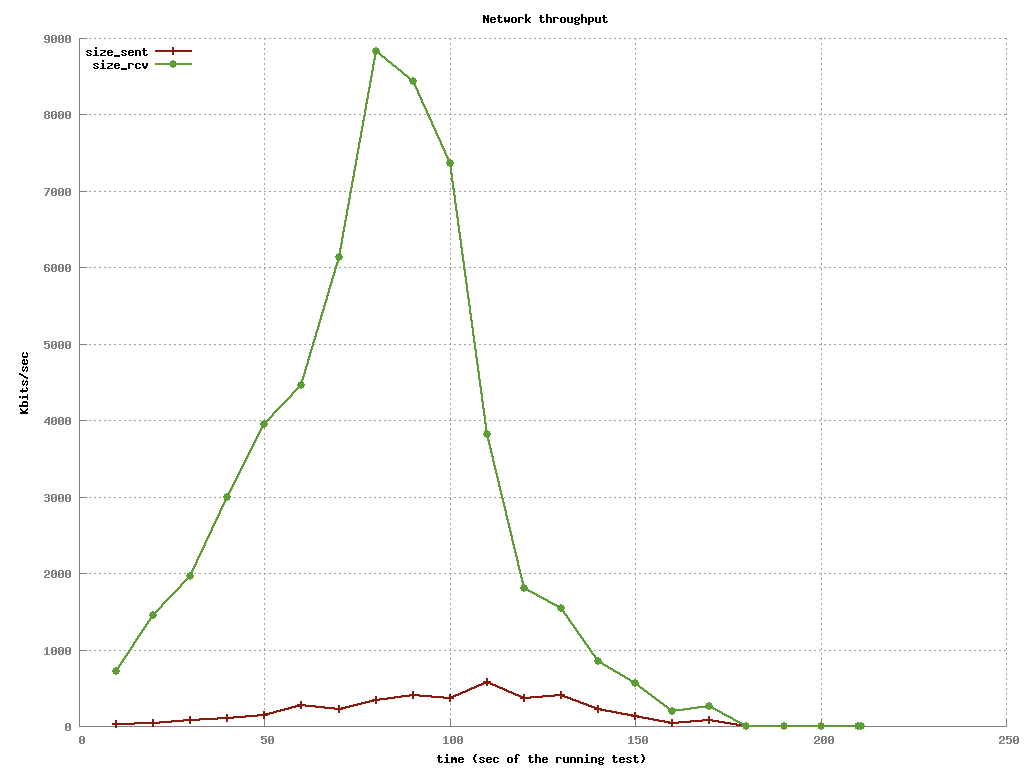 Network throughput
size_sent
size_rcv
9000
8000
7000
6000
5000
4000
3000
2000
1000
0
Kbits/sec
0 50 100 150 200 250
time (sec of the running test)